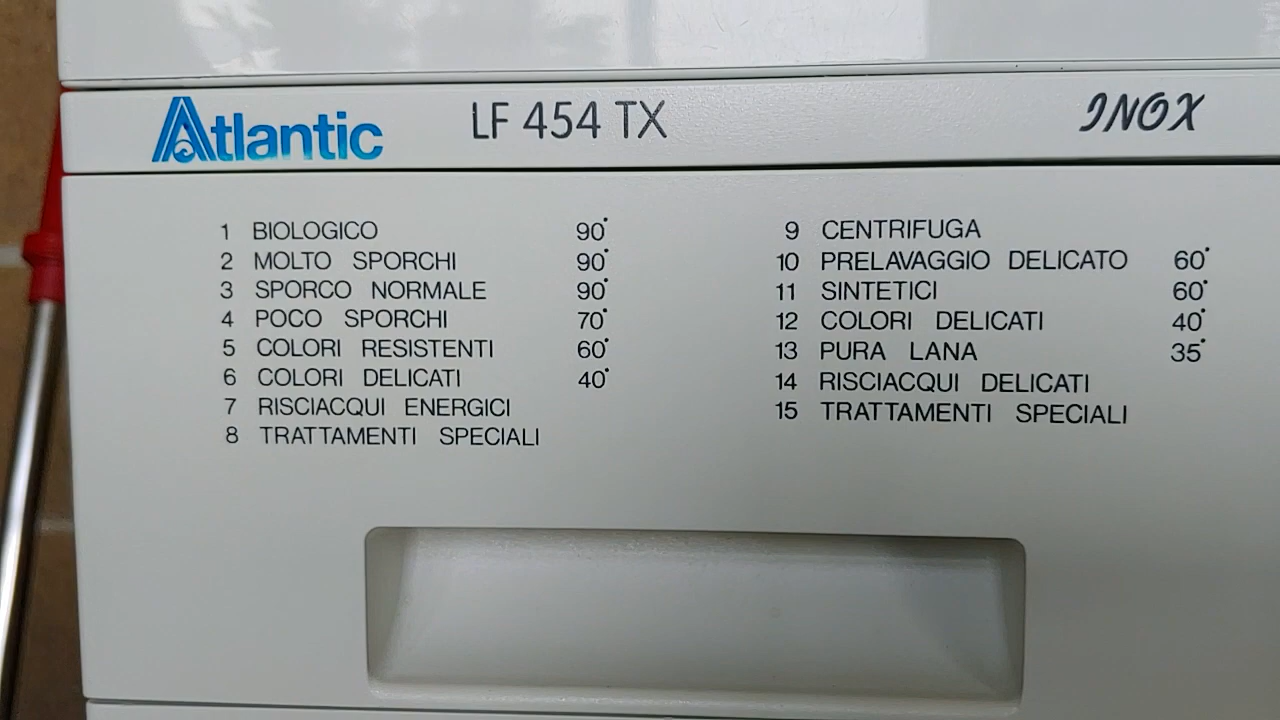 Atlantic LF 454 TX INOX
1 BIOLOGICO 90°
2 MOLTO SPORCHI 90°
3 SPORCO NORMALE 90°
4 POCO SPORCHI 70°
5 COLORI RESISTENTI 60°
6 COLORI DELICATI 40°
7 RISCIACQUI ENERGICI
8 TRATTAMENTI SPECIALI
9 CENTRIFUGA
10 PRELAVAGGIO DELICATO 60°
11 SINTETICI 60°
12 COLORI DELICATI 40°
13 PURA LANA 35°
14 RISCIACQUI DELICATI
15 TRATTAMENTI SPECIALI